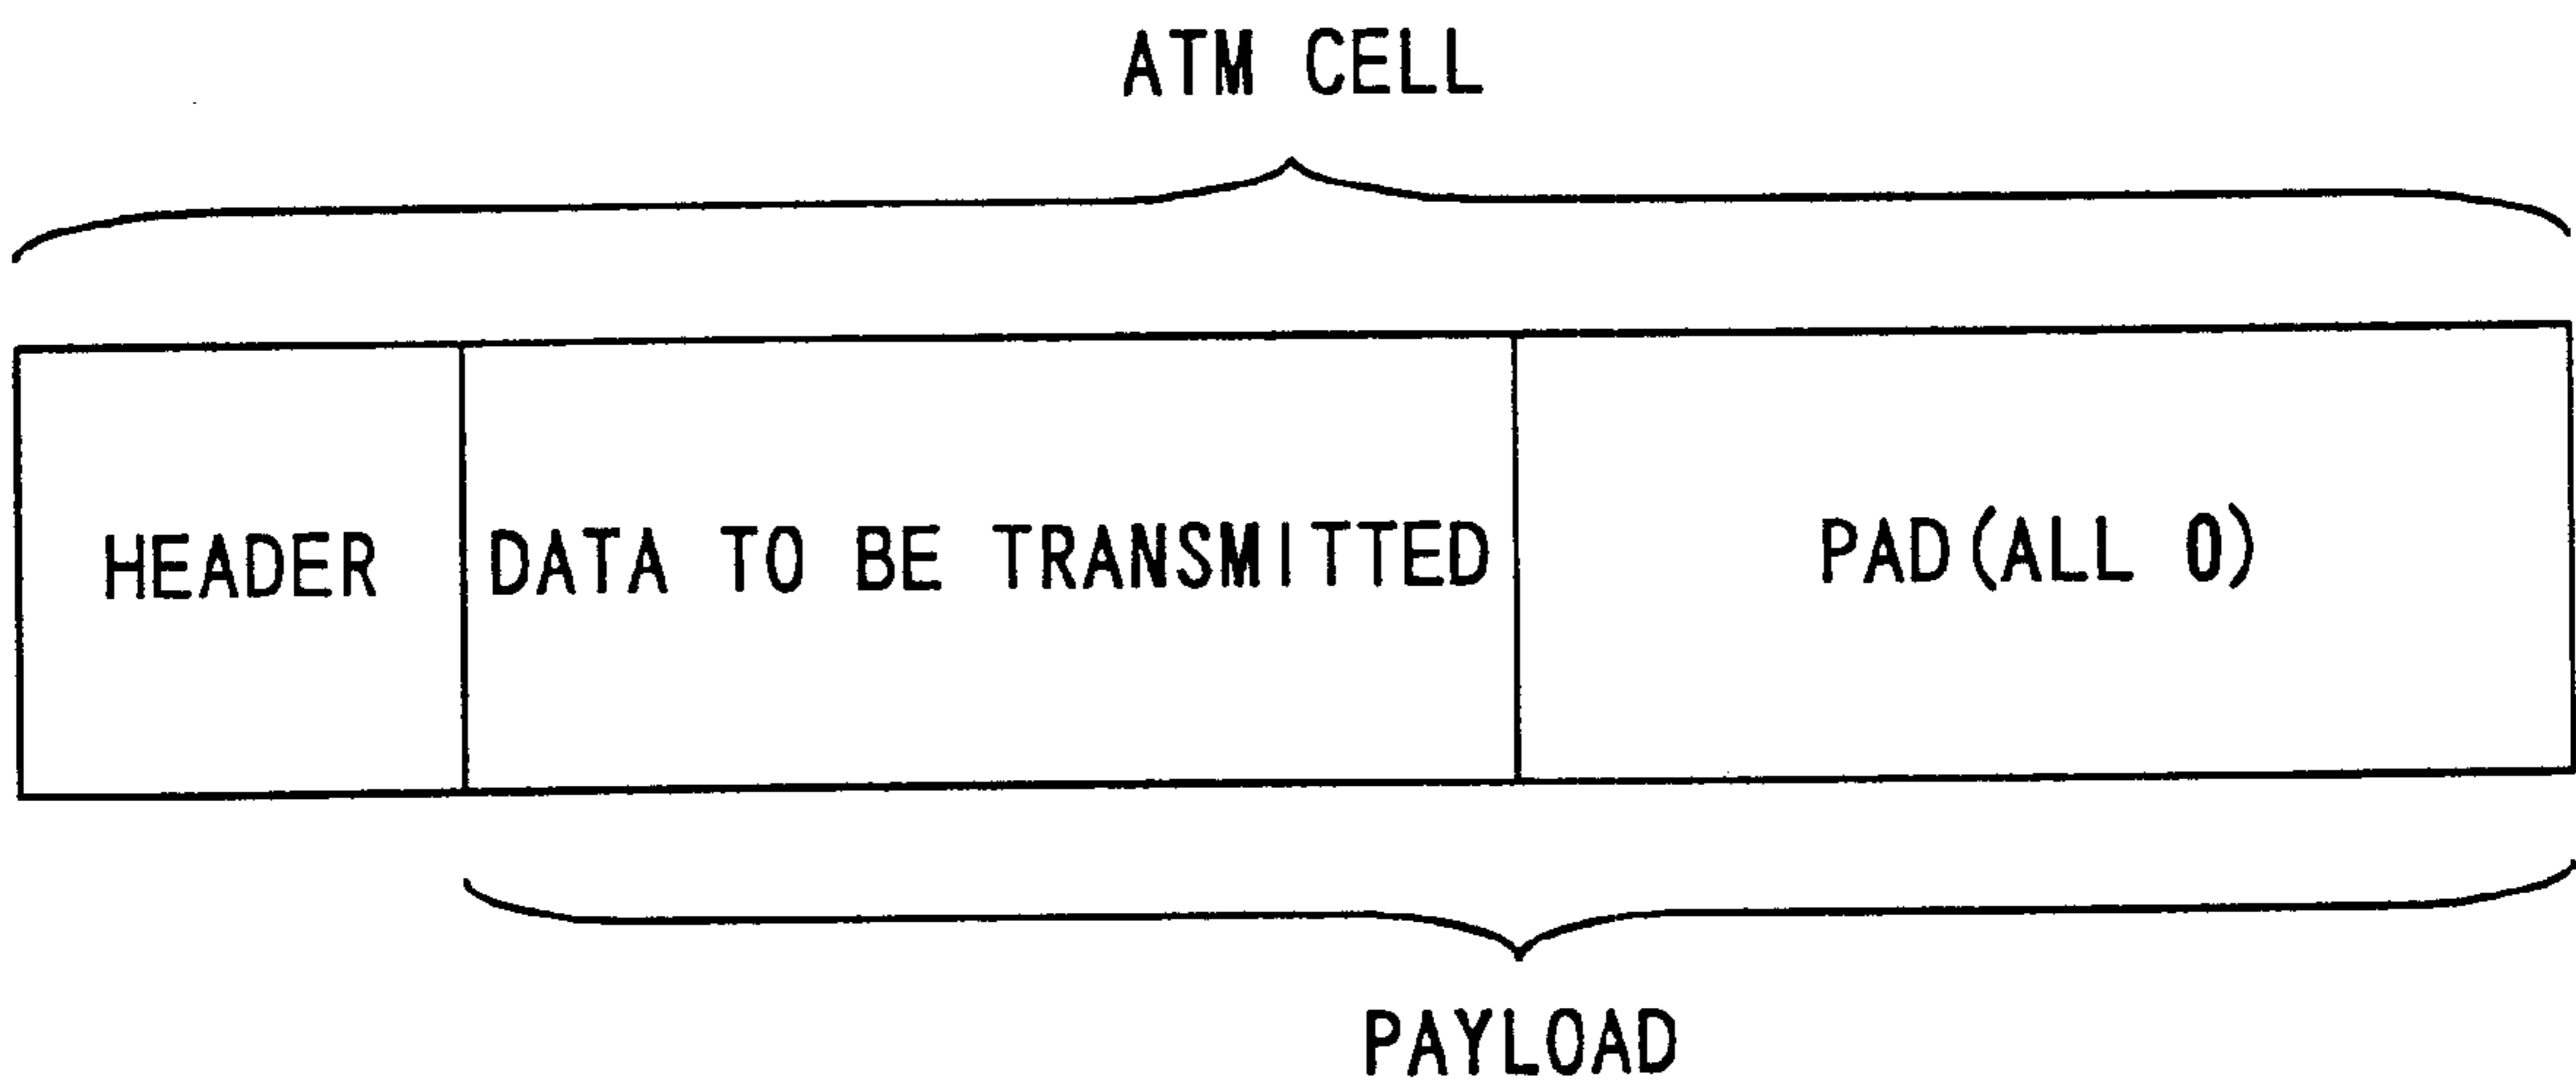 ATM CELL
HEADER
DATA TO BE TRANSMITTED
PAD(ALL 0)
PAYLOAD